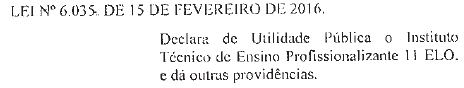 LEI Nº 6.035, DE 15 DE FEVEREIRO DE 2016.
Declara de Utilidade Pública o Instituto
Técnico de Ensino Profissionalizante 11 ELO,
e dá outras providências.